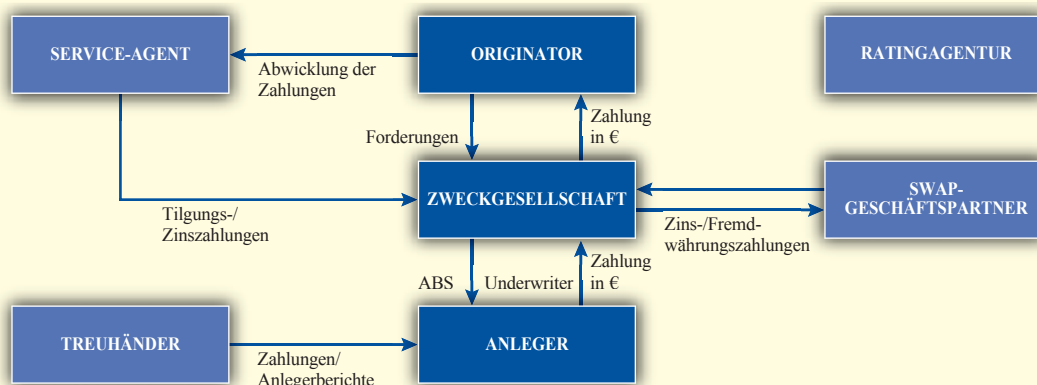 SERVICE-AGENT
ORIGINATOR
RATINGAGENTUR
Abwicklung der
Zahlungen
Forderungen
Zahlung
in €
ZWECKGESELLSCHAFT
SWAP-
GESCHÄFTSPARTNER
Tilgungs-/
Zinszahlungen
Zins-/Fremd-
währungszahlungen
ABS
Underwriter
Zahlung
in €
TREUHÄNDER
ANLEGER
Zahlungen/
Anlegerberichte